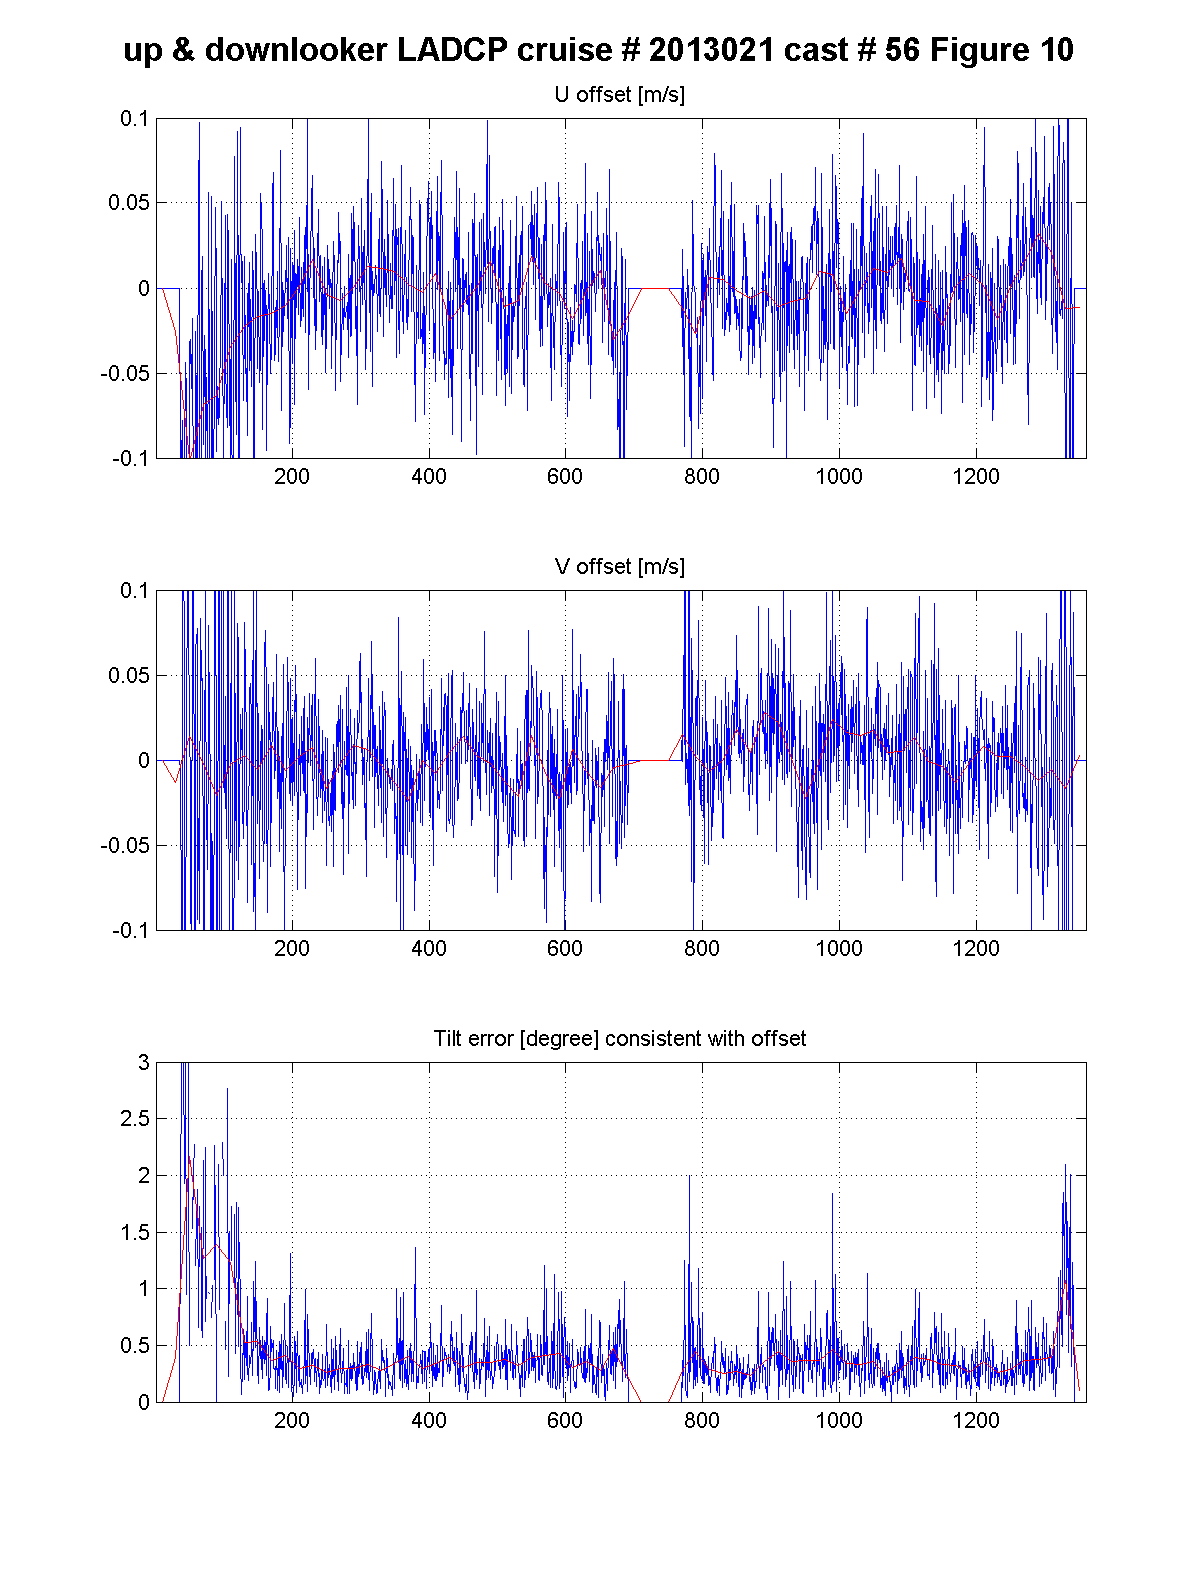 up & downlooker LADCP cruise # 2013021 cast # 56 Figure 10
U offset [m/s]
0.1
0.05
0
-0.05
-0.1
200 400 600 800 1000 1200
V offset [m/s]
0.1
0.05
0
-0.05
-0.1
200 400 600 800 1000 1200
Tilt error [degree] consistent with offset
3
2.5
2
1.5
1
0.5
0
200 400 600 800 1000 1200